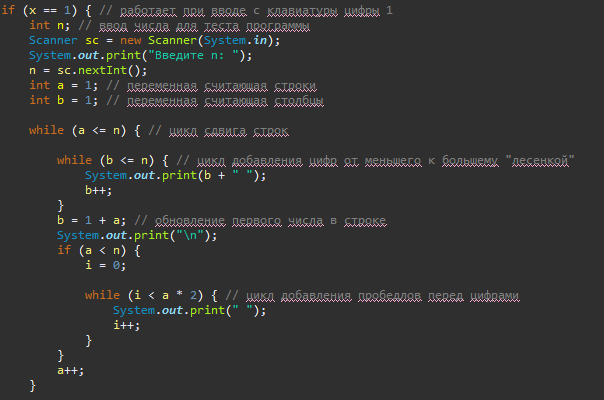 if (x == 1) { // работает при вводе с клавиатуры цифры 1
    int n; // ввод числа для теста программы
    Scanner sc = new Scanner(System.in);
    System.out.print("Введите n: ");
    n = sc.nextInt();
    int a = 1; // переменная считающая строки
    int b = 1; // переменная считающая столбцы

    while (a <= n) { // цикл сдвига строк

        while (b <= n) { // цикл добавления цифр от меньшего к большему "лесенкой"
            System.out.print(b + " ");
            b++;
        }
        b = 1 + a; // обновление первого числа в строке
        System.out.print("\n");
        if (a < n) {
            i = 0;

            while (i < a * 2) { // цикл добавления пробеллов перед цифрами
                System.out.print(" ");
                i++;
            }
        }
        a++;
    }